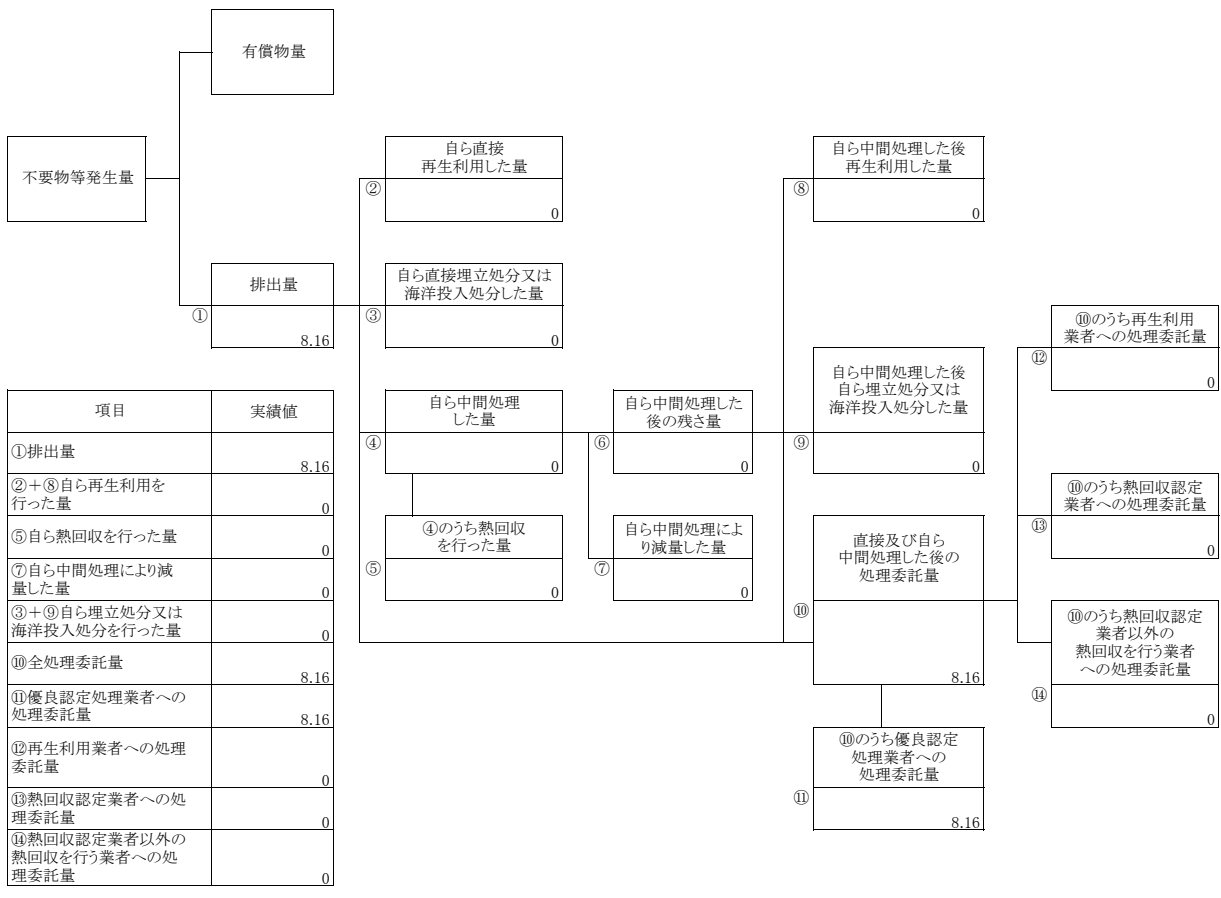 有償物量
不要物等発生量
排出量
①
8.16
自ら直接
再生利用した量
②
0
自ら直接埋立処分又は
海洋投入処分した量
③
0
自ら中間処理
した量
④
0
④のうち熱回収
を行った量
⑤
0
自ら中間処理した
後の残さ量
⑥
0
自ら中間処理によ
り減量した量
⑦
0
自ら中間処理した後
再生利用した量
⑧
0
自ら中間処理した後
自ら埋立処分又は
海洋投入処分した量
⑨
0
直接及び自ら
中間処理した後の
処理委託量
⑩
8.16
⑩のうち優良認定
処理業者への
処理委託量
⑪
8.16
⑩のうち再生利用
業者への処理委託量
⑫
0
⑩のうち熱回収認定
業者への処理委託量
⑬
0
⑩のうち熱回収認定
業者以外の
熱回収を行う業者
への処理委託量
⑭
0
項目 実績値
①排出量
8.16
②＋⑧自ら再生利用を
行った量
0
⑤自ら熱回収を行った量
0
⑦自ら中間処理により減
量した量
0
③＋⑨自ら埋立処分又は
海洋投入処分を行った量
0
⑩全処理委託量
8.16
⑪優良認定処理業者への
処理委託量
8.16
⑫再生利用業者への処理
委託量
0
⑬熱回収認定業者への処
理委託量
0
⑭熱回収認定業者以外の
熱回収を行う業者への処
理委託量
0